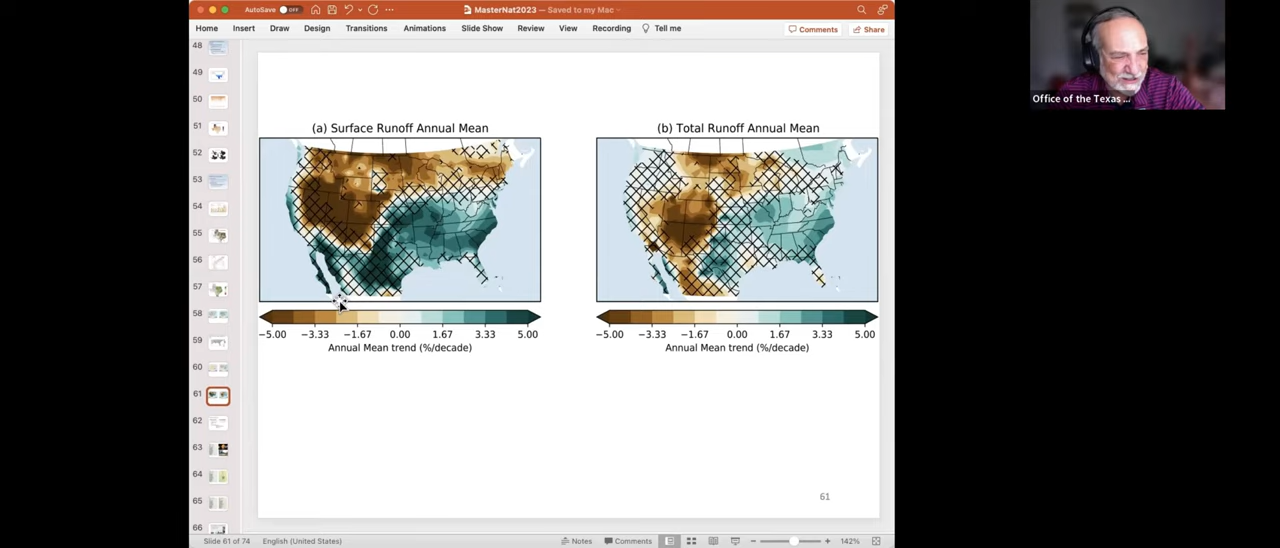 AutoSave OFF
MasterNat2023 — Saved to my Mac
Home Insert Draw Design Transitions Animations Slide Show Review View Recording Tell me Comments Share
48
49
50
51
52
53
54
55
56
57
58
59
60
61
62
63
64
65
66
(a) Surface Runoff Annual Mean
−5.00 −3.33 −1.67 0.00 1.67 3.33 5.00
Annual Mean trend (%/decade)
(b) Total Runoff Annual Mean
−5.00 −3.33 −1.67 0.00 1.67 3.33 5.00
Annual Mean trend (%/decade)
61
Slide 61 of 74 English (United States) Notes Comments 142%
Office of the Texas ...